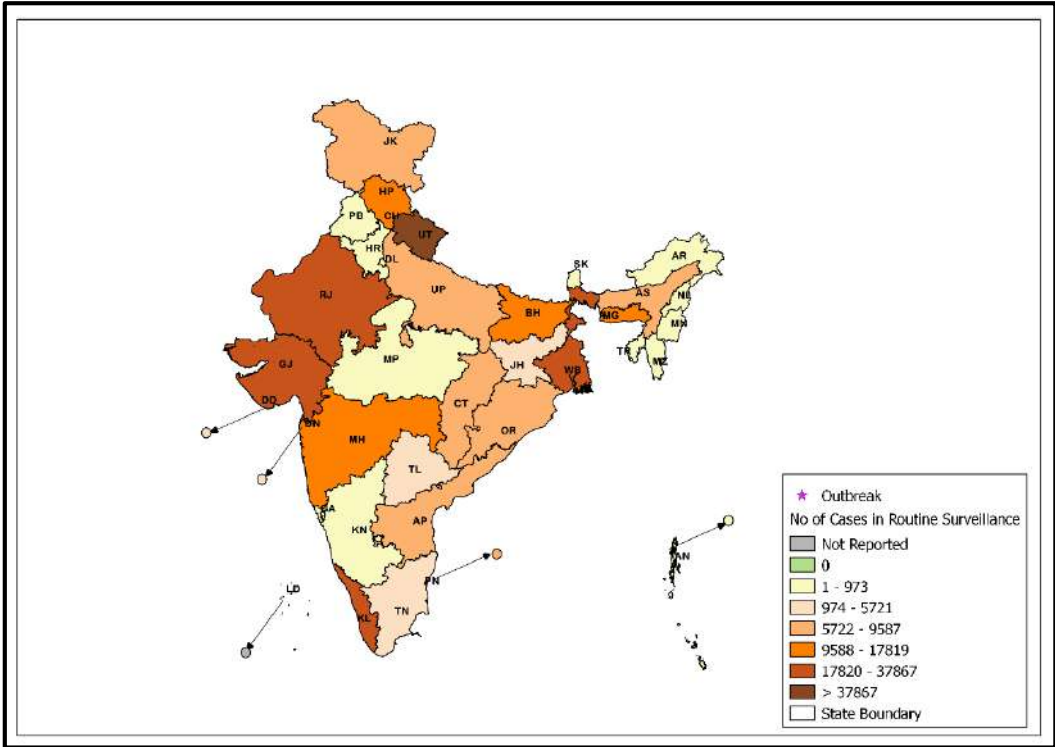 JK
HP
CH
PB
UT
HR
DL
SK
AR
RJ
UP
AS
NL
BH
MG
MN
GJ
MP
JH
TR
MZ
WB
DD
CT
DN
MH
OR
TL
GA
KN
AP
AN
PN
LD
KL
TN
Outbreak
No of Cases in Routine Surveillance
Not Reported
0
1 - 973
974 - 5721
5722 - 9587
9588 - 17819
17820 - 37867
> 37867
State Boundary